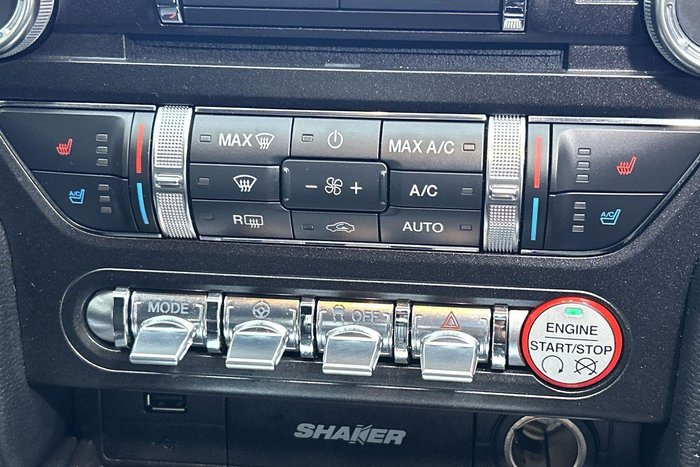 MAX
MAX A/C
- +
A/C
A/C
R
AUTO
A/C
MODE
OFF
ENGINE
START/STOP
SHAKER